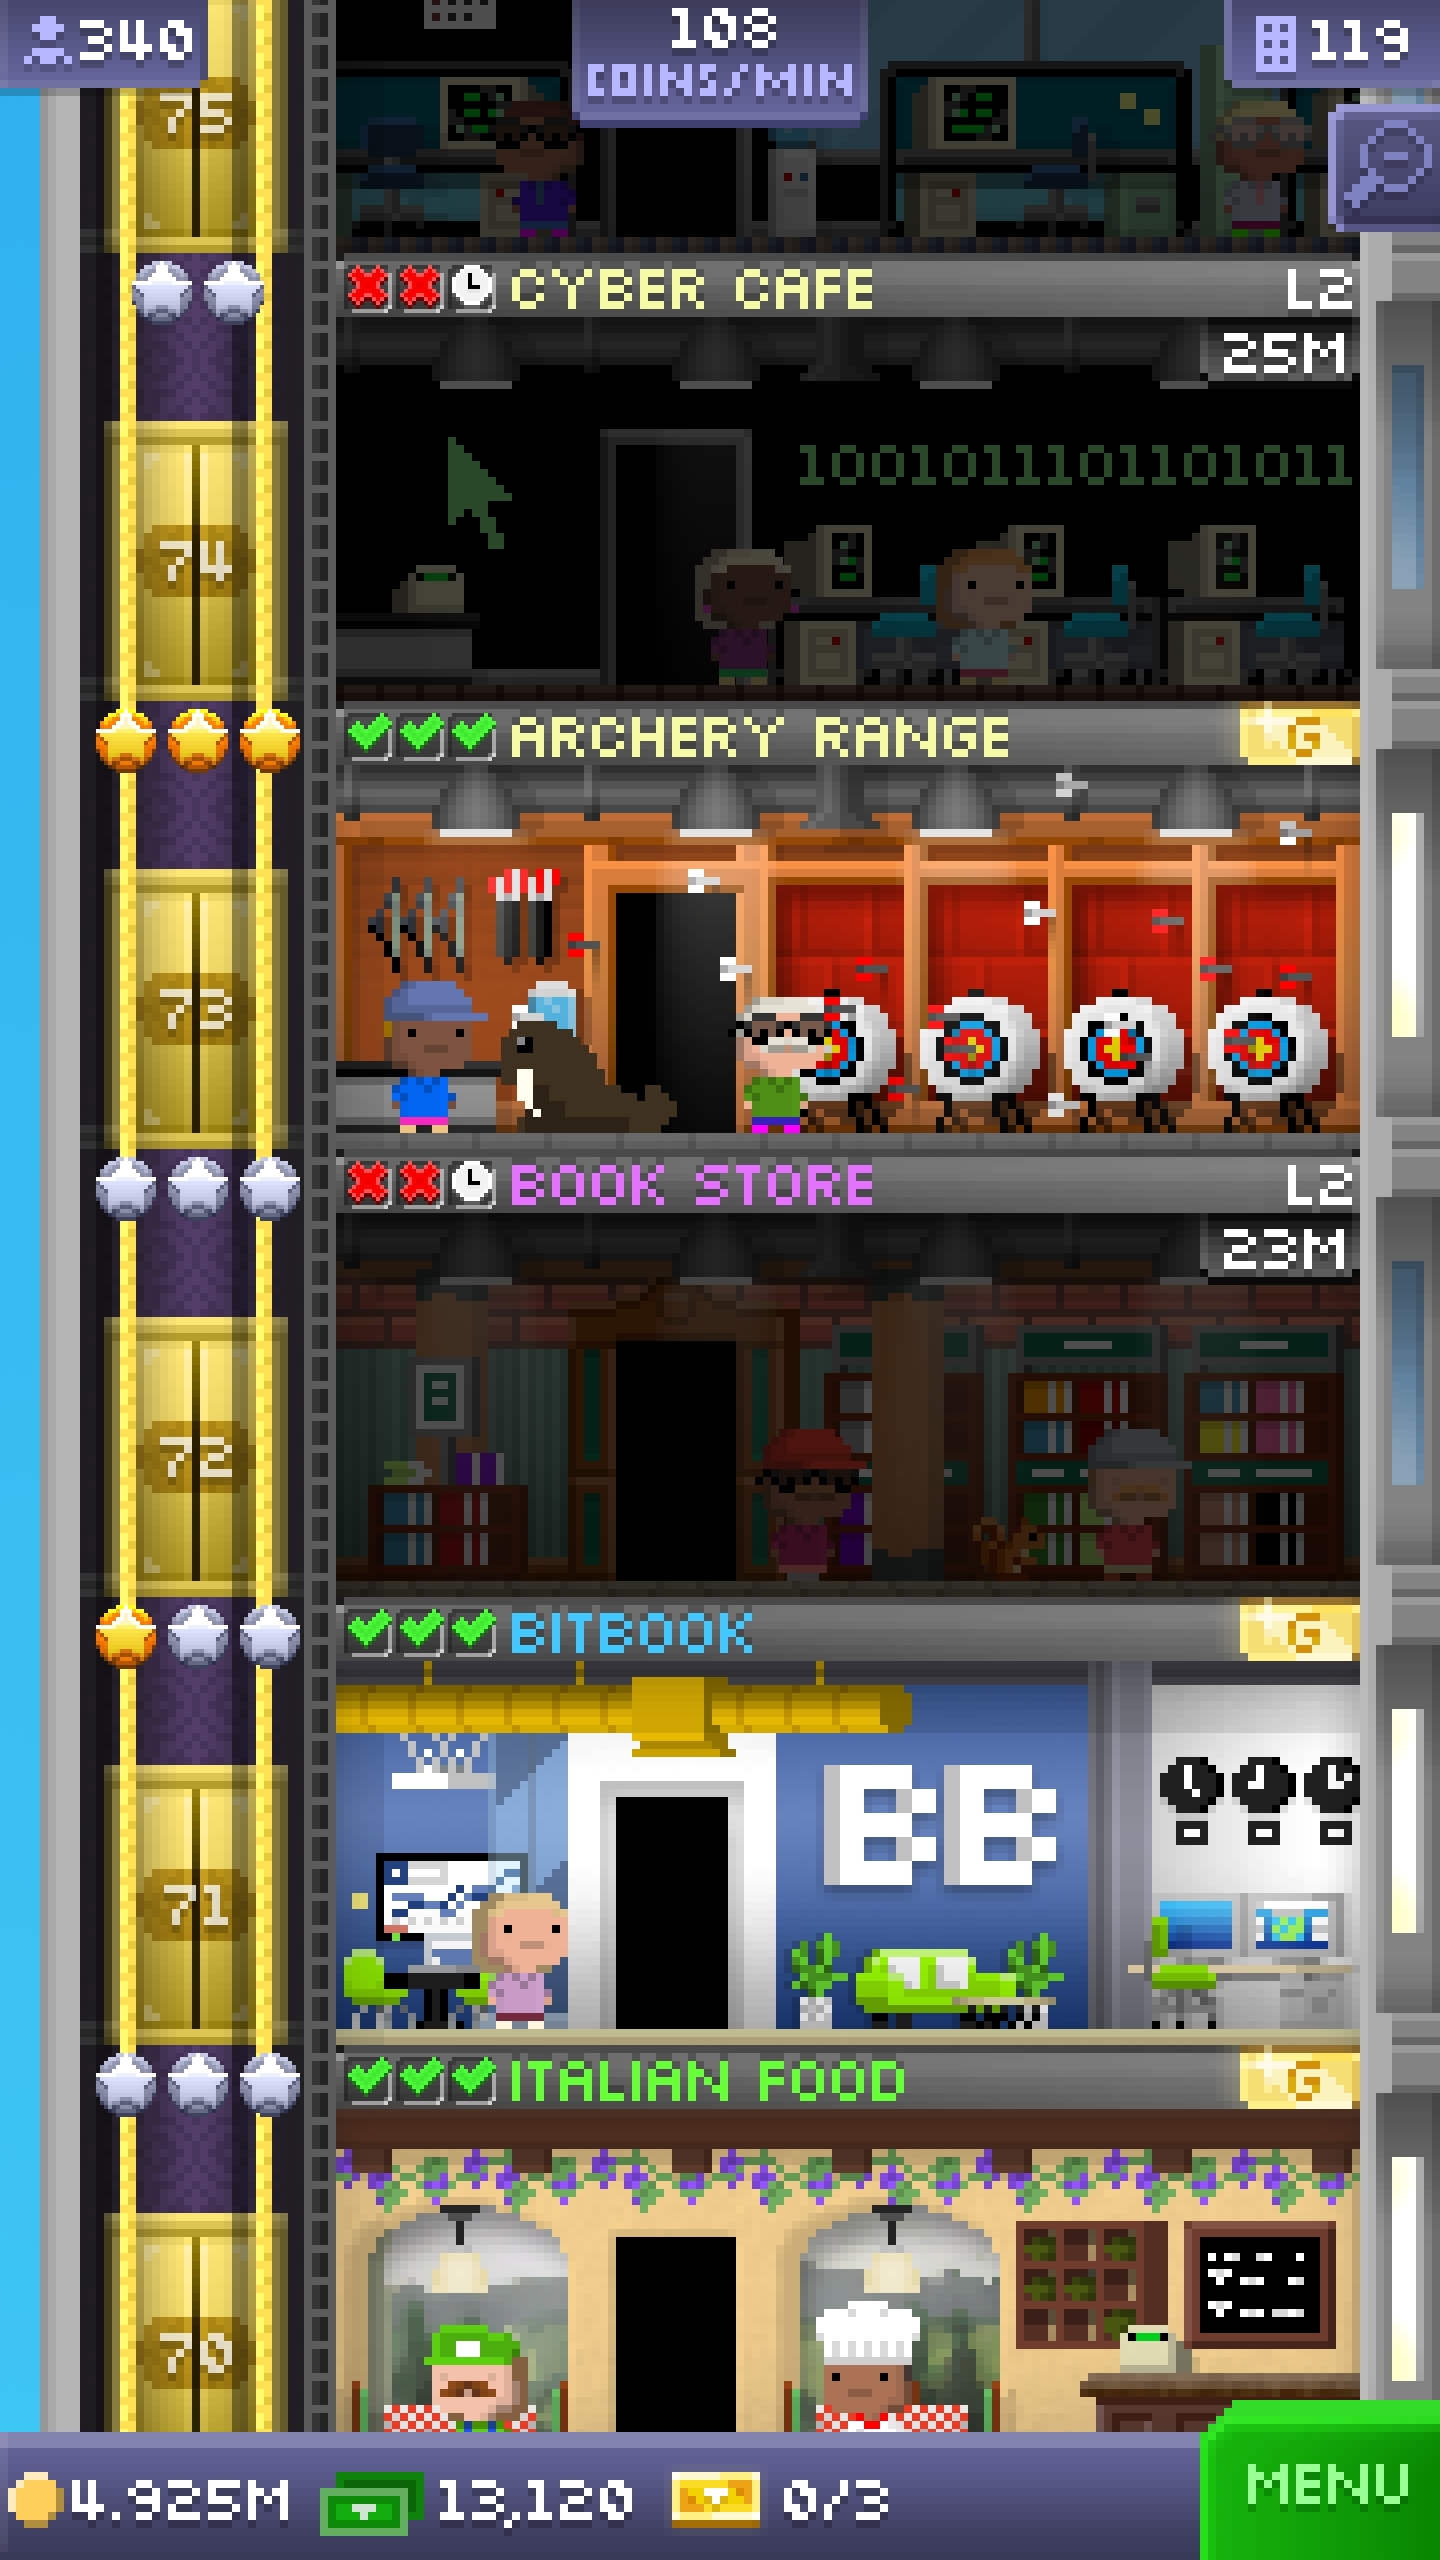 340
108
COINS/MIN
119
75
CYBER CAFE
L2
25M
1001011101101011
74
ARCHERY RANGE
G
73
BOOK STORE
L2
23M
72
BITBOOK
G
BB
71
ITALIAN FOOD
G
70
4.925M
13,120
0/3
MENU